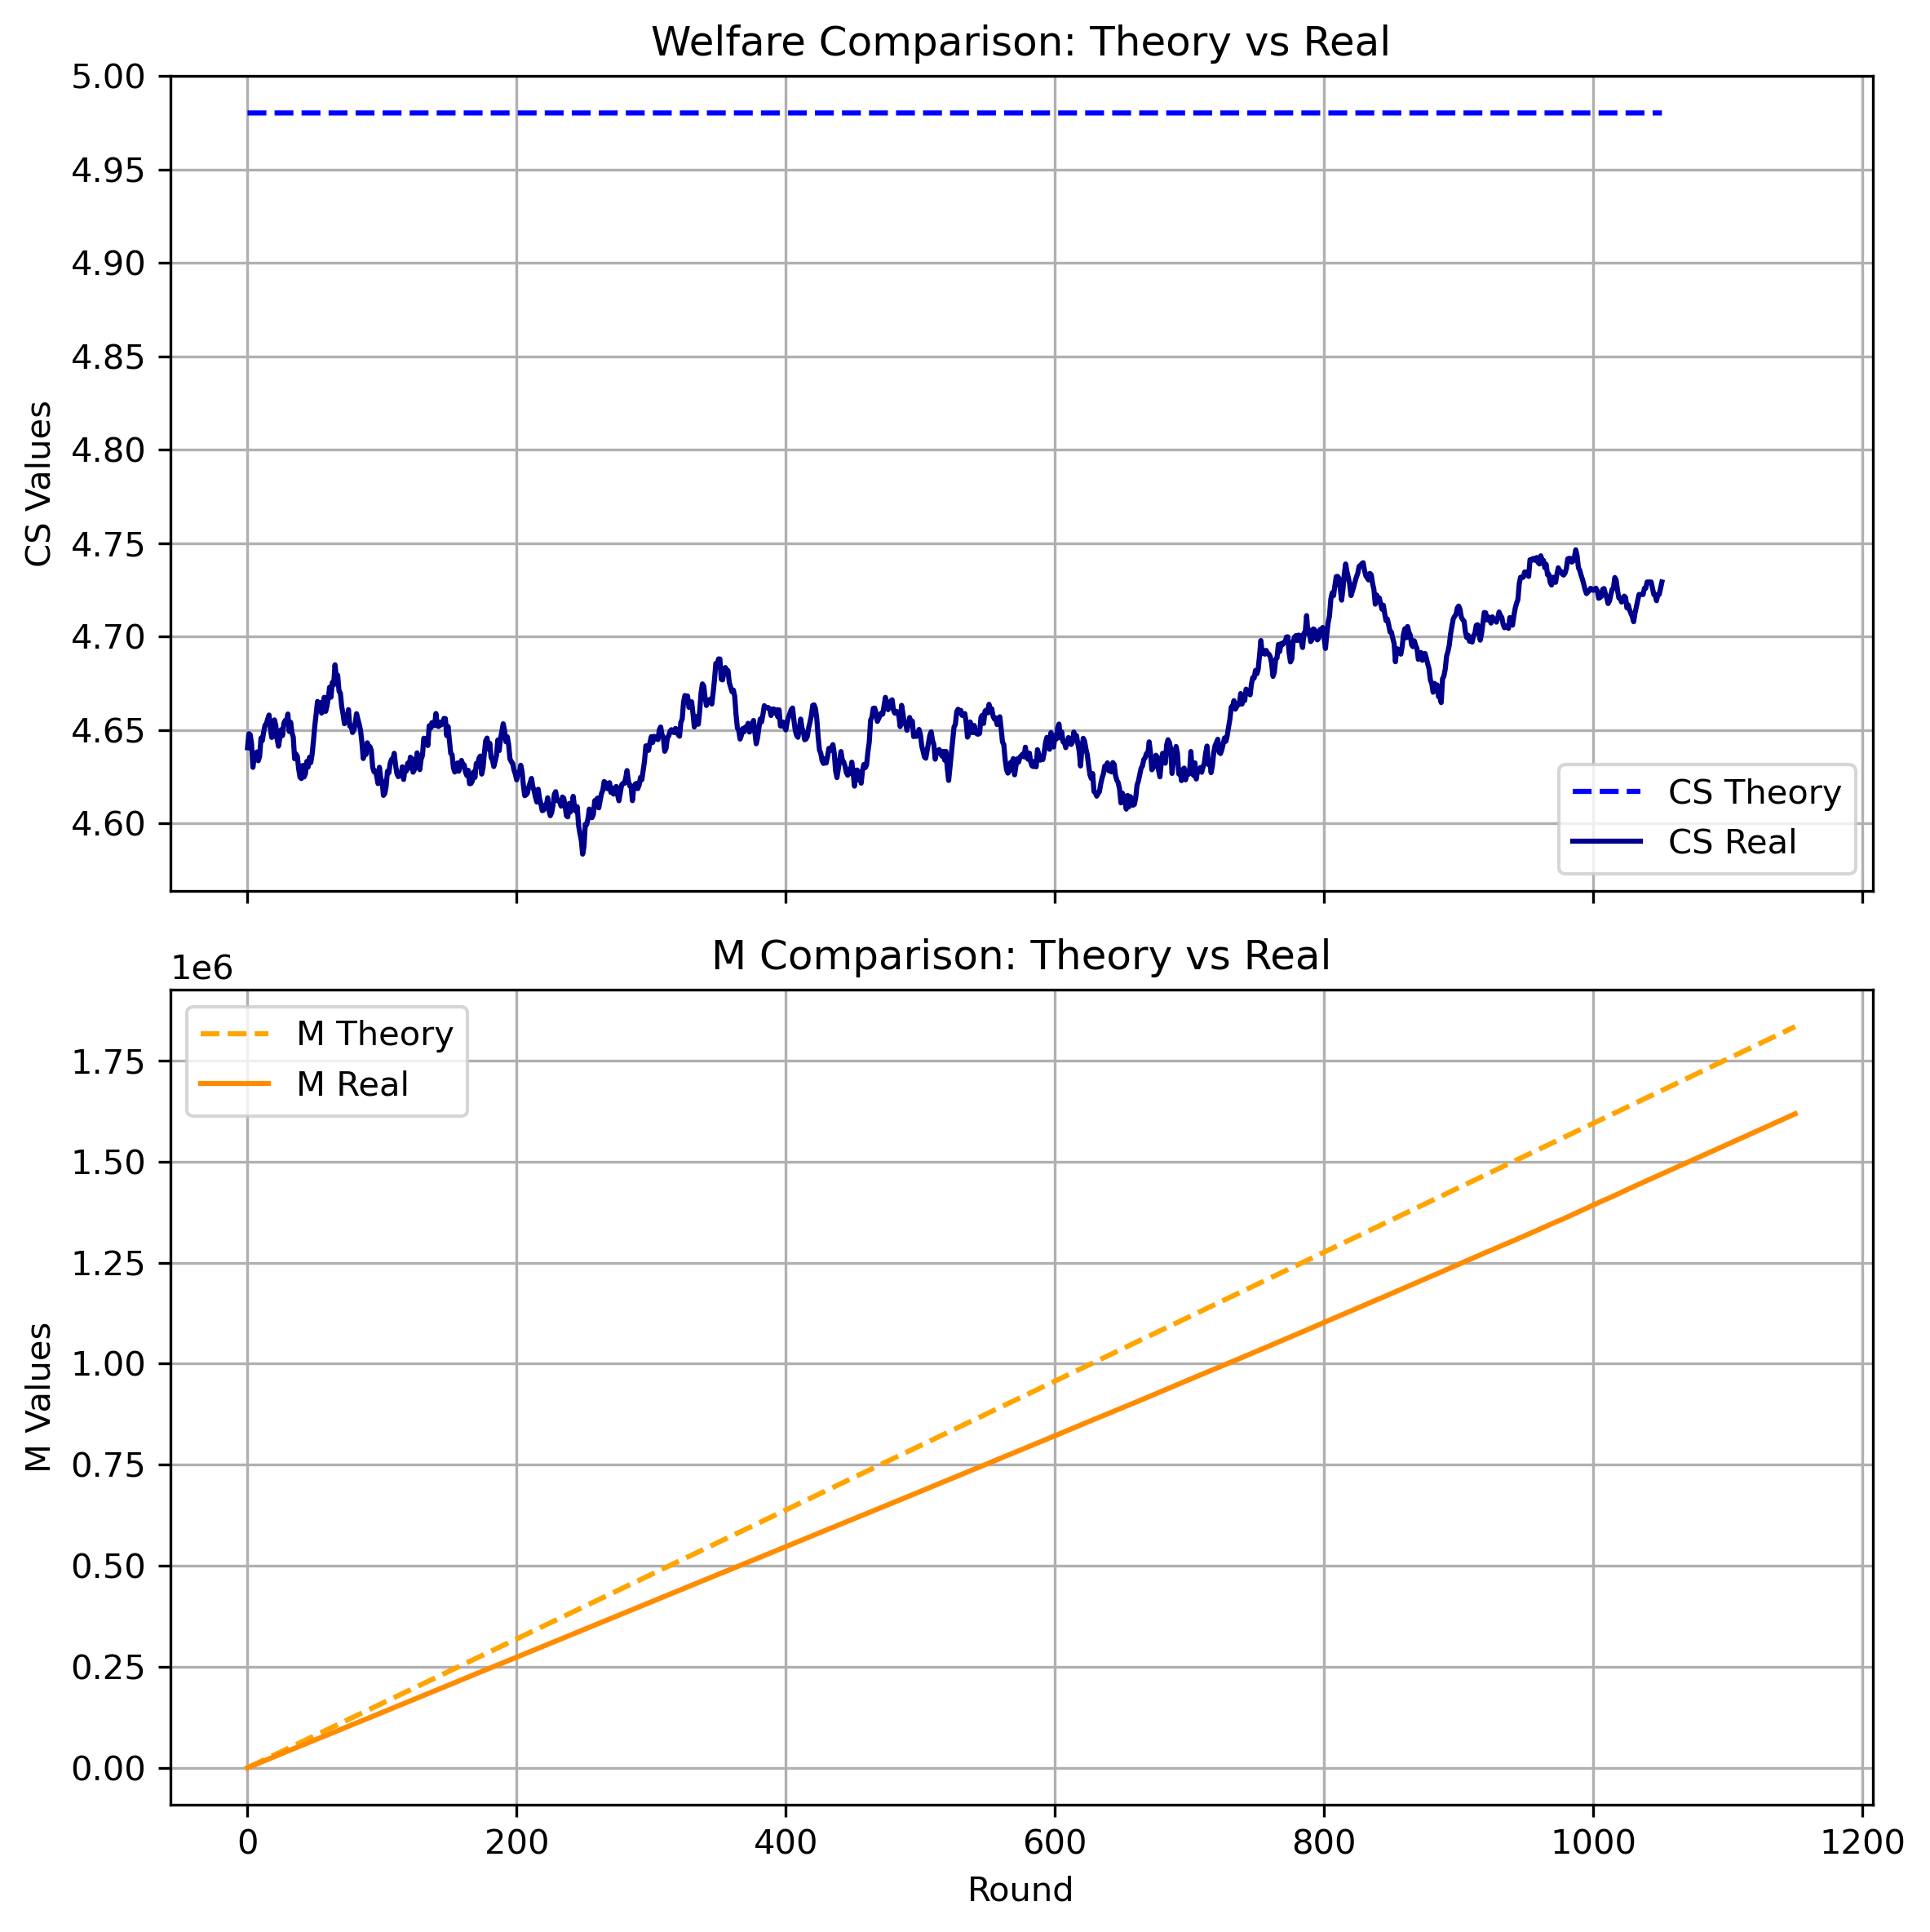 Welfare Comparison: Theory vs Real
5.00
4.95
4.90
4.85
4.80
4.75
4.70
4.65
4.60
CS Values
CS Theory
CS Real
M Comparison: Theory vs Real
1e6
M Theory
M Real
1.75
1.50
1.25
1.00
0.75
0.50
0.25
0.00
M Values
0 200 400 600 800 1000 1200
Round